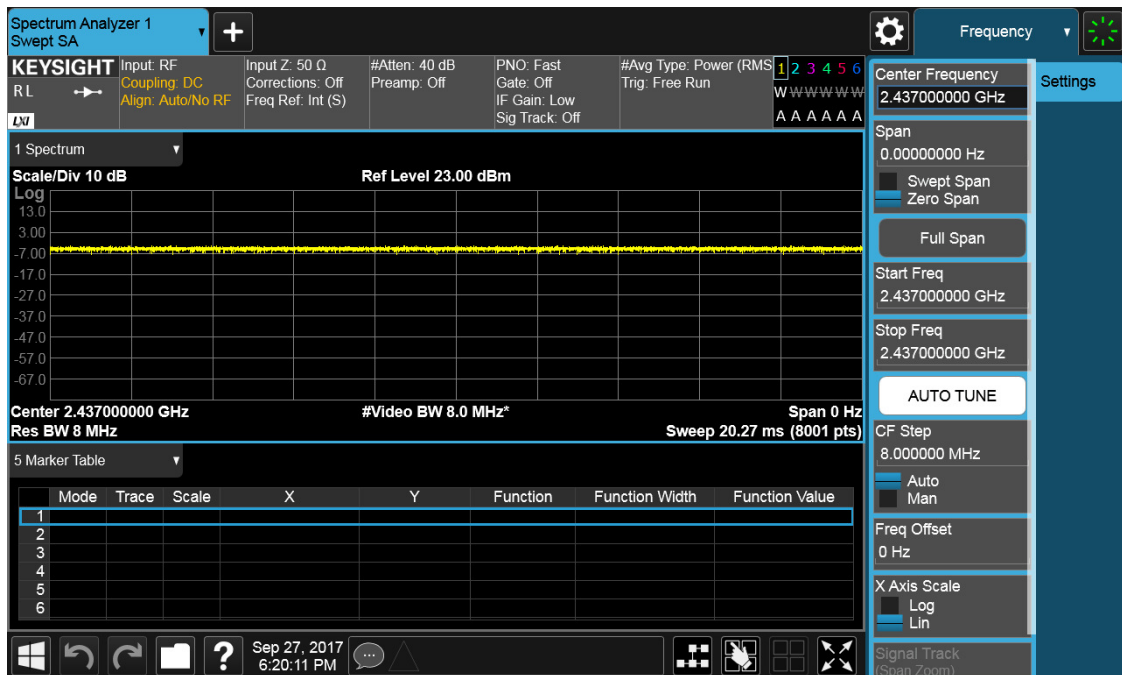 Spectrum Analyzer 1
Swept SA
+
Frequency
KEYSIGHT
RL
LXI
Input: RF
Coupling: DC
Align: Auto/No RF
Input Z: 50 Ω
Corrections: Off
Freq Ref: Int (S)
#Atten: 40 dB
Preamp: Off
PNO: Fast
Gate: Off
IF Gain: Low
Sig Track: Off
#Avg Type: Power (RMS
Trig: Free Run
1 2 3 4 5 6
W W W W W W
A A A A A A
1 Spectrum
Scale/Div 10 dB
Ref Level 23.00 dBm
Log
13.0
3.00
-7.00
-17.0
-27.0
-37.0
-47.0
-57.0
-67.0
Center 2.437000000 GHz
#Video BW 8.0 MHz*
Span 0 Hz
Res BW 8 MHz
Sweep 20.27 ms (8001 pts)
5 Marker Table
Mode Trace Scale X Y Function Function Width Function Value
1
2
3
4
5
6
Sep 27, 2017
6:20:11 PM
?
Center Frequency
2.437000000 GHz
Span
0.00000000 Hz
Swept Span
Zero Span
Full Span
Start Freq
2.437000000 GHz
Stop Freq
2.437000000 GHz
AUTO TUNE
CF Step
8.000000 MHz
Auto
Man
Freq Offset
0 Hz
X Axis Scale
Log
Lin
Signal Track
(Span Zoom)
Settings